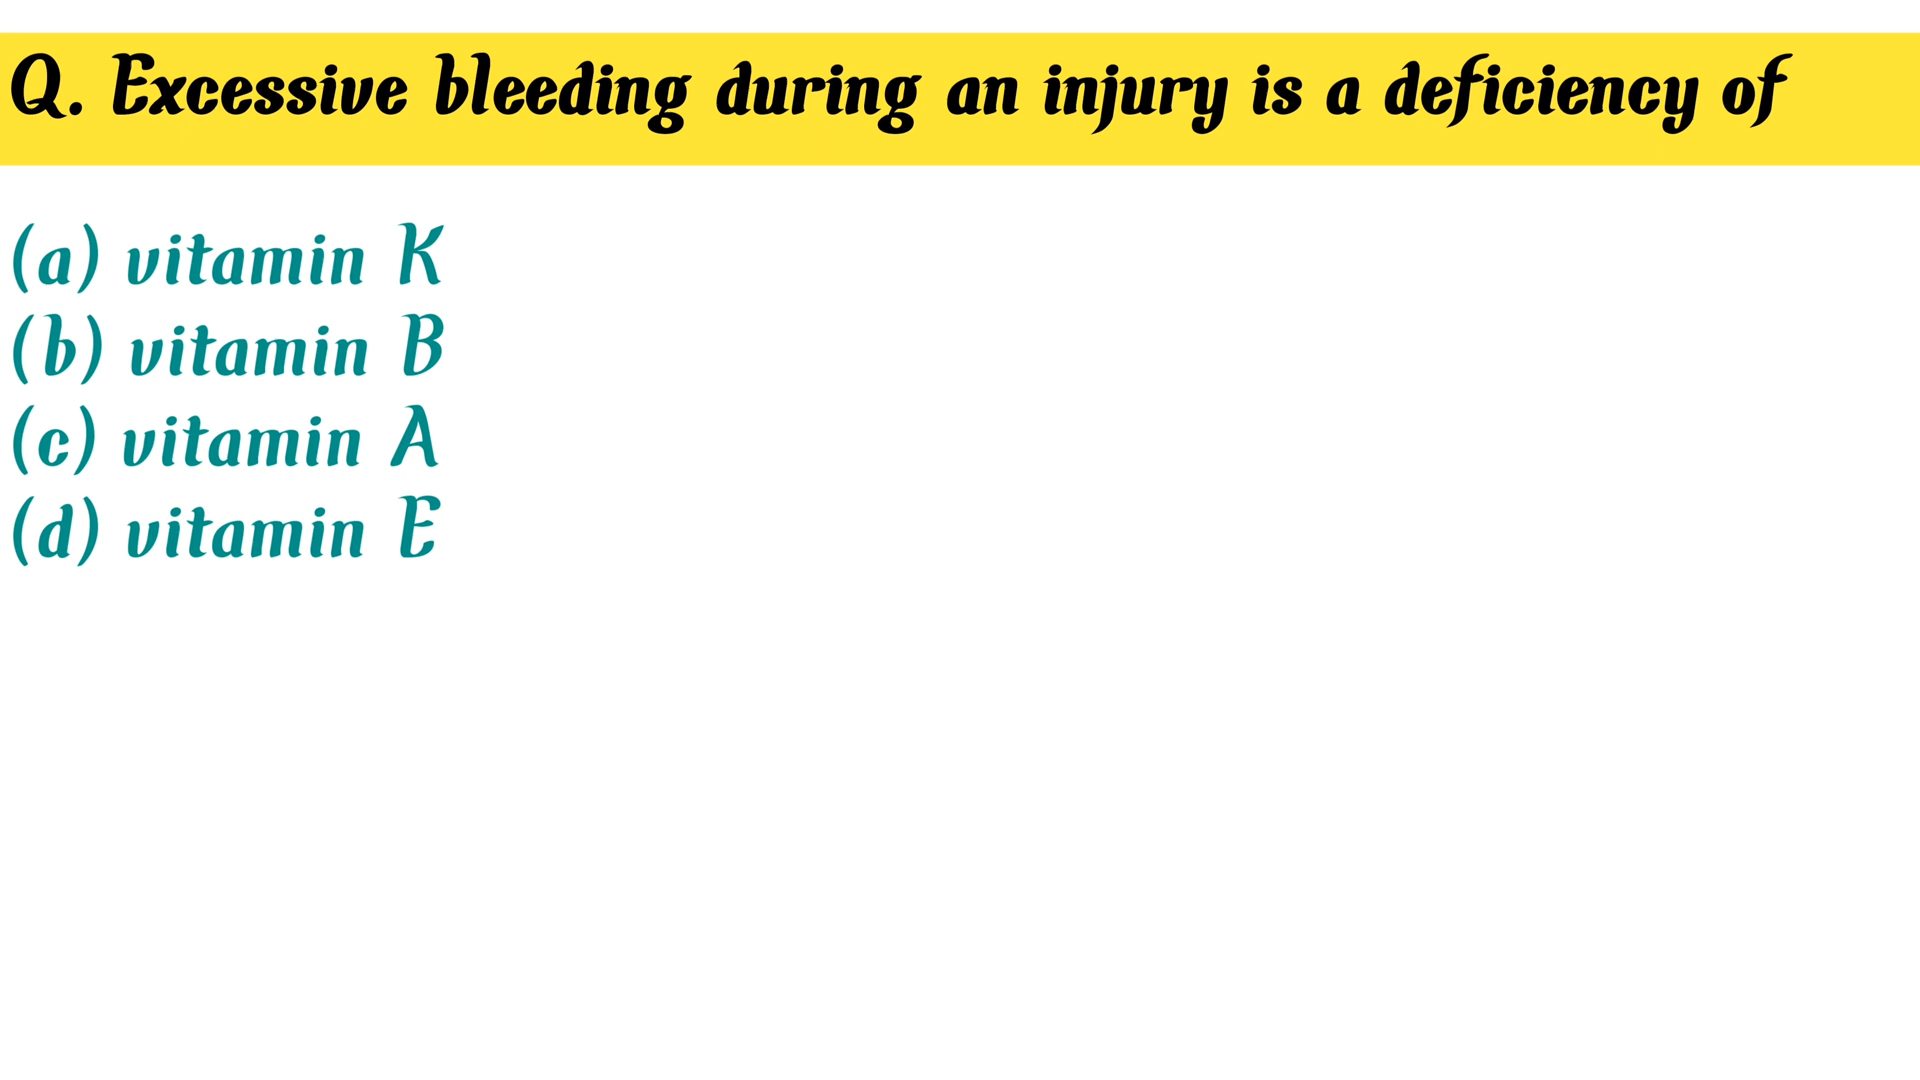 Q. Excessive bleeding during an injury is a deficiency of
(a) vitamin K
(b) vitamin B
(c) vitamin A
(d) vitamin E